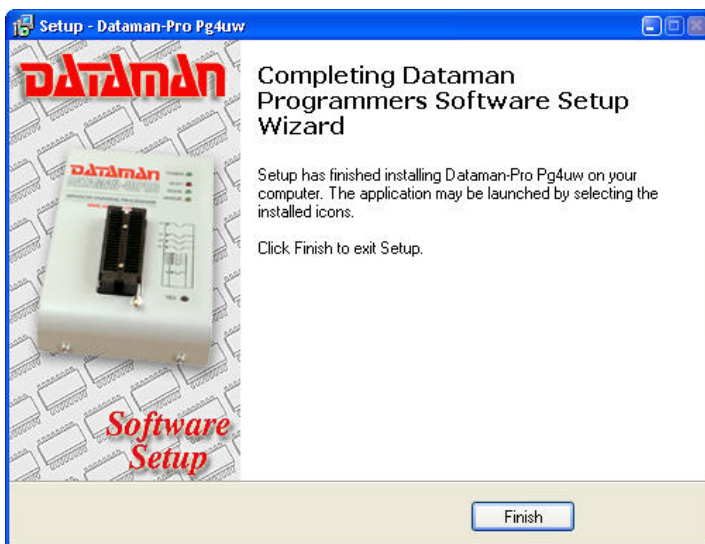 Setup - Dataman-Pro Pg4uw
DATAMAN
Completing Dataman
Programmers Software Setup
Wizard
Setup has finished installing Dataman-Pro Pg4uw on your
computer. The application may be launched by selecting the
installed icons.
Click Finish to exit Setup.
DATAMAN
DATAMAN-48PRO
Software
Setup
Finish